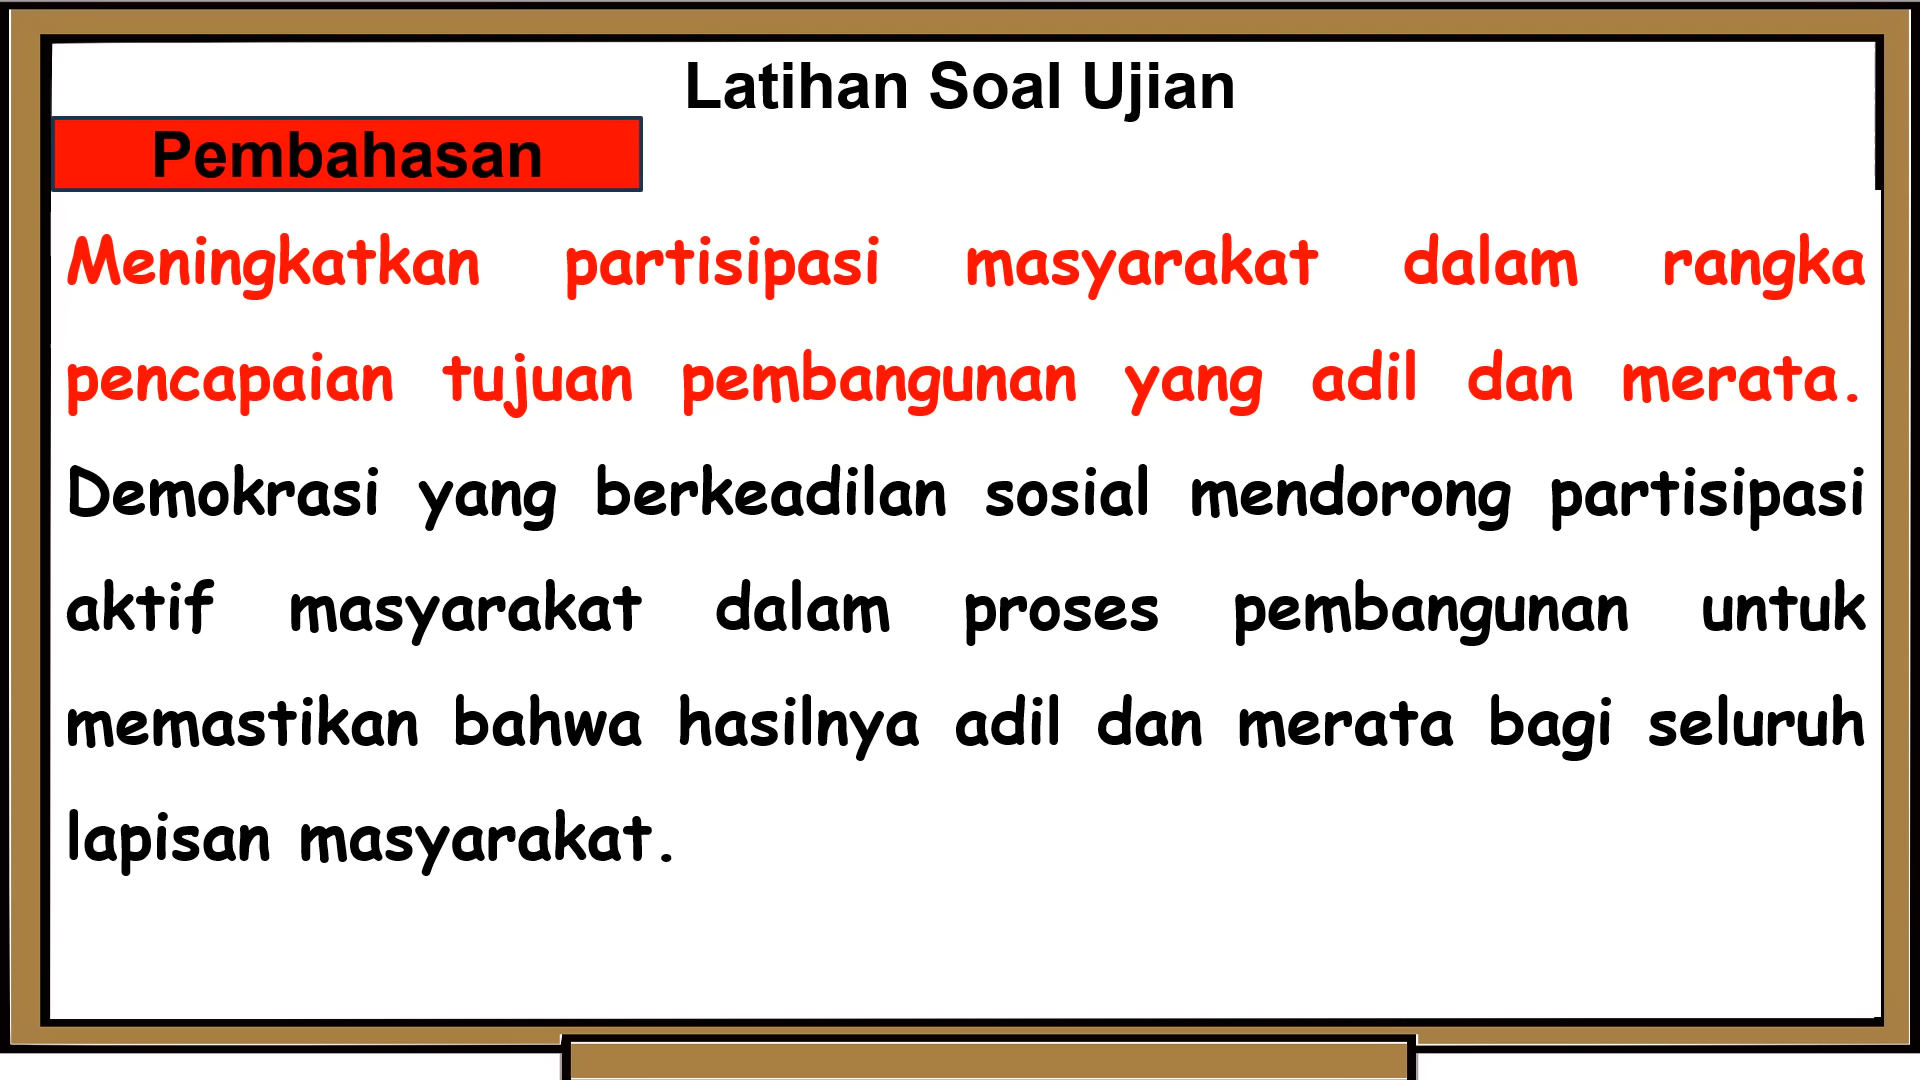 Latihan Soal Ujian
Pembahasan
Meningkatkan partisipasi masyarakat dalam rangka
pencapaian tujuan pembangunan yang adil dan merata.
Demokrasi yang berkeadilan sosial mendorong partisipasi
aktif masyarakat dalam proses pembangunan untuk
memastikan bahwa hasilnya adil dan merata bagi seluruh
lapisan masyarakat.